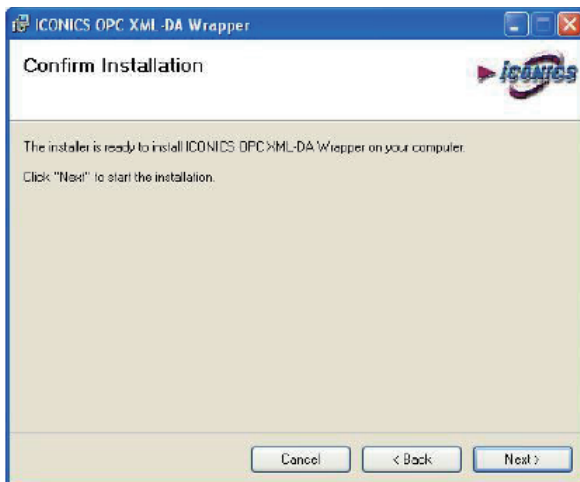 ICONICS OPC XML-DA Wrapper
Confirm Installation
ICONICS
The installer is ready to install ICONICS OPC XML-DA Wrapper on your computer.
Click "Next" to start the installation.
Cancel
< Back
Next >